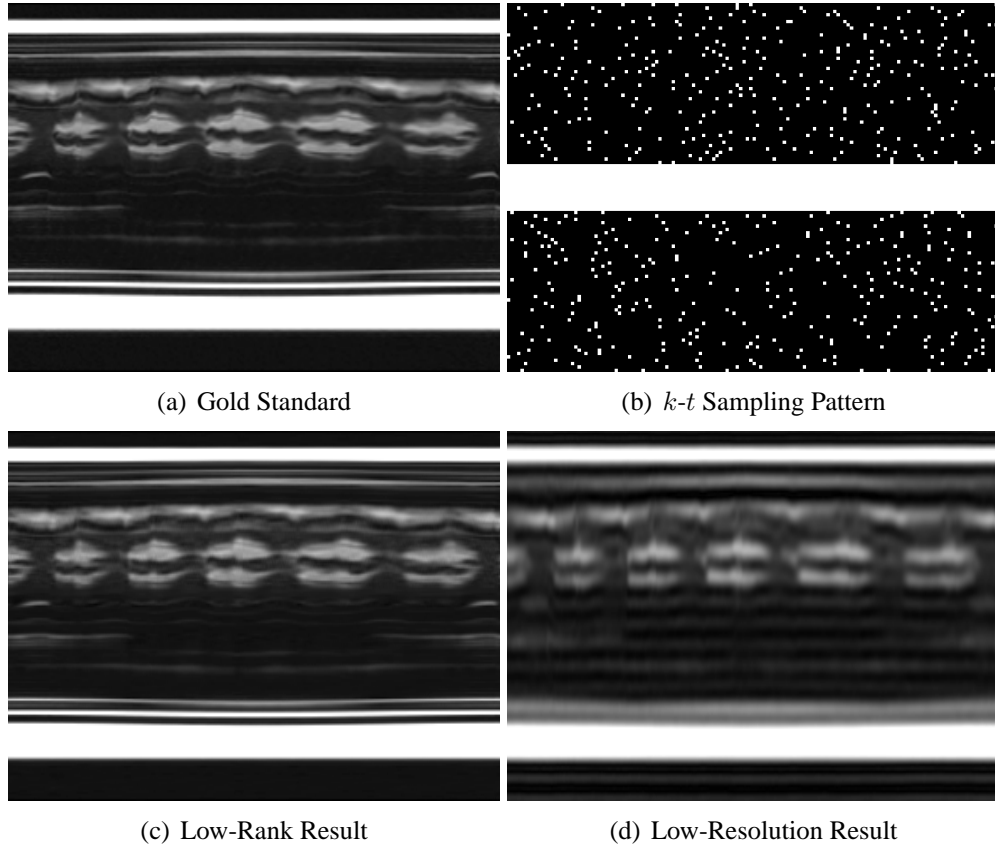 (a) Gold Standard
(b) k-t Sampling Pattern
(c) Low-Rank Result
(d) Low-Resolution Result